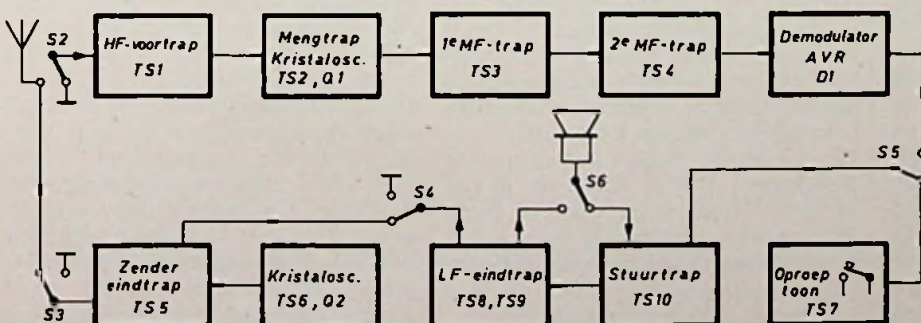 S2
HF-voortrap
TS1
Mengtrap
Kristalosc.
TS2, Q1
1e MF-trap
TS3
2e MF-trap
TS4
Demodulator
AVR
D1
S5
S4
S6
S3
Zender
eindtrap
TS5
Kristalosc.
TS6, Q2
LF-eindtrap
TS8, TS9
Stuurtrap
TS10
Oproep
toon
TS7